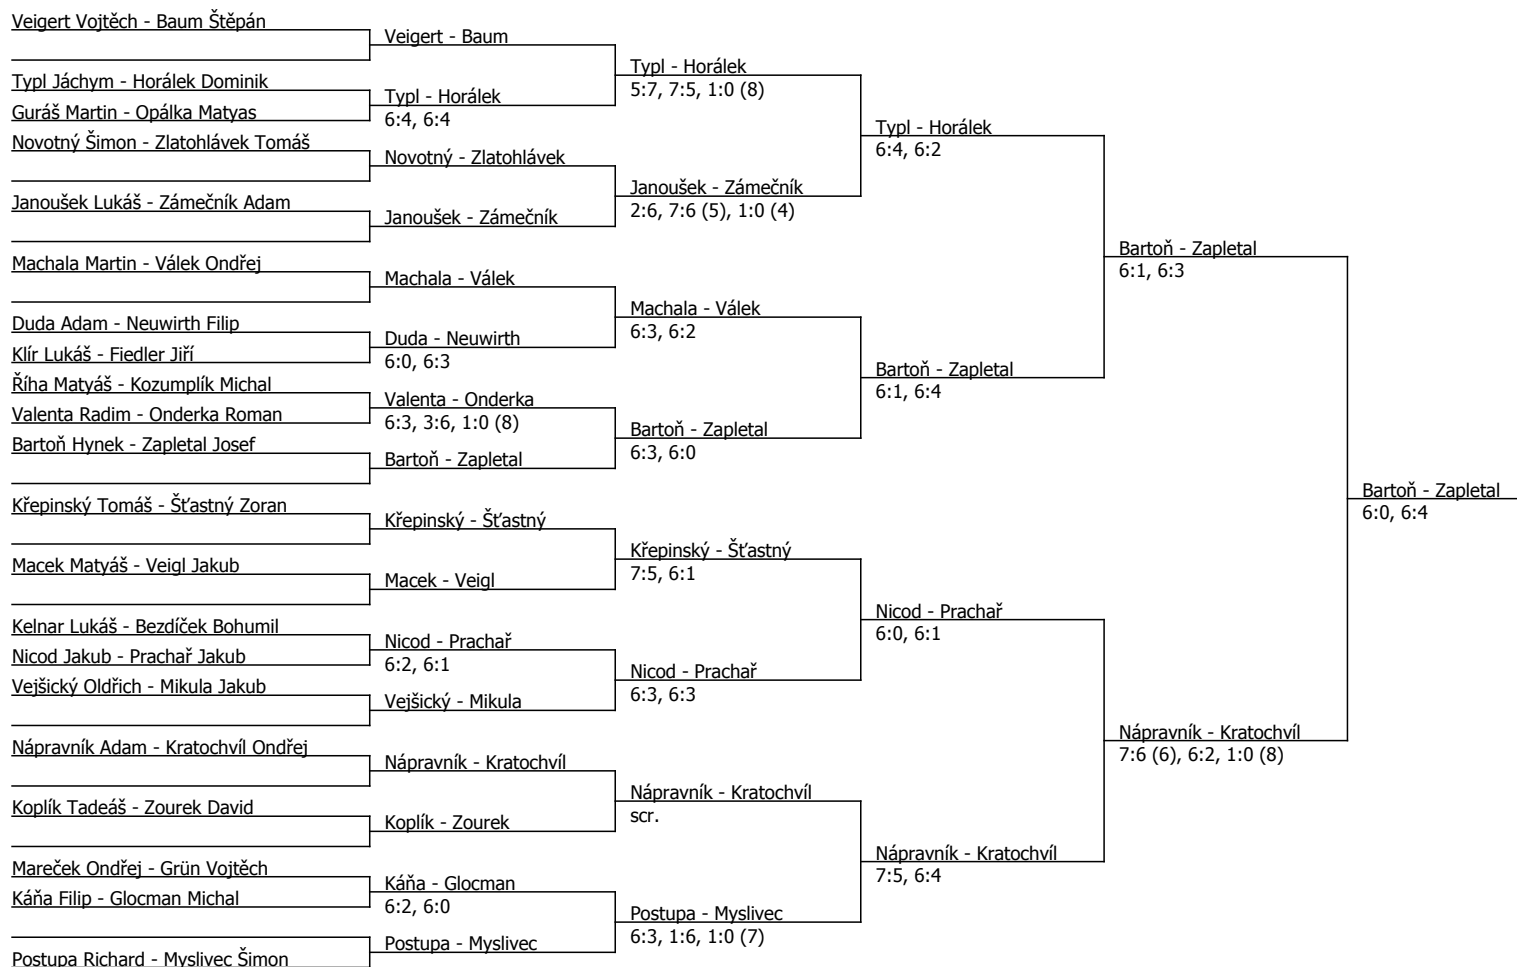 Veigert Vojtěch - Baum Štěpán
Typl Jáchym - Horálek Dominik
Guráš Martin - Opálka Matyas
Novotný Šimon - Zlatohlávek Tomáš
Janoušek Lukáš - Zámečník Adam
Machala Martin - Válek Ondřej
Duda Adam - Neuwirth Filip
Klír Lukáš - Fiedler Jiří
Říha Matyáš - Kozumplík Michal
Valenta Radim - Onderka Roman
Bartoň Hynek - Zapletal Josef
Křepinský Tomáš - Šťastný Zoran
Macek Matyáš - Veigl Jakub
Kelnar Lukáš - Bezdíček Bohumil
Nicod Jakub - Prachař Jakub
Vejšický Oldřich - Mikula Jakub
Nápravník Adam - Kratochvíl Ondřej
Koplík Tadeáš - Zourek David
Mareček Ondřej - Grün Vojtěch
Káňa Filip - Glocman Michal
Postupa Richard - Myslivec Šimon
Veigert - Baum
Typl - Horálek
6:4, 6:4
Novotný - Zlatohlávek
Janoušek - Zámečník
Machala - Válek
Duda - Neuwirth
6:0, 6:3
Valenta - Onderka
6:3, 3:6, 1:0 (8)
Bartoň - Zapletal
Křepinský - Šťastný
Macek - Veigl
Nicod - Prachař
6:2, 6:1
Vejšický - Mikula
Nápravník - Kratochvíl
Koplík - Zourek
Káňa - Glocman
6:2, 6:0
Postupa - Myslivec
Typl - Horálek
5:7, 7:5, 1:0 (8)
Janoušek - Zámečník
2:6, 7:6 (5), 1:0 (4)
Machala - Válek
6:3, 6:2
Bartoň - Zapletal
6:3, 6:0
Křepinský - Šťastný
7:5, 6:1
Nicod - Prachař
6:3, 6:3
Nápravník - Kratochvíl
scr.
Postupa - Myslivec
6:3, 1:6, 1:0 (7)
Typl - Horálek
6:4, 6:2
Bartoň - Zapletal
6:1, 6:4
Nicod - Prachař
6:0, 6:1
Nápravník - Kratochvíl
7:5, 6:4
Bartoň - Zapletal
6:1, 6:3
Nápravník - Kratochvíl
7:6 (6), 6:2, 1:0 (8)
Bartoň - Zapletal
6:0, 6:4